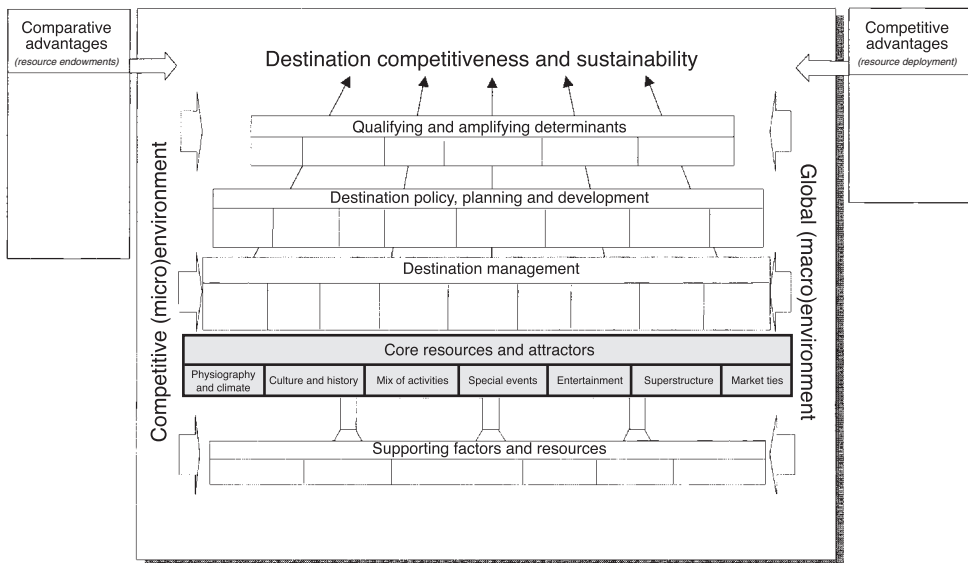 Comparative
advantages
(resource endowments)
Competitive
advantages
(resource deployment)
Destination competitiveness and sustainability
Qualifying and amplifying determinants
Destination policy, planning and development
Destination management
Core resources and attractors
Physiography
and climate
Culture and history
Mix of activities
Special events
Entertainment
Superstructure
Market ties
Supporting factors and resources
Competitive (micro)environment
Global (macro)environment